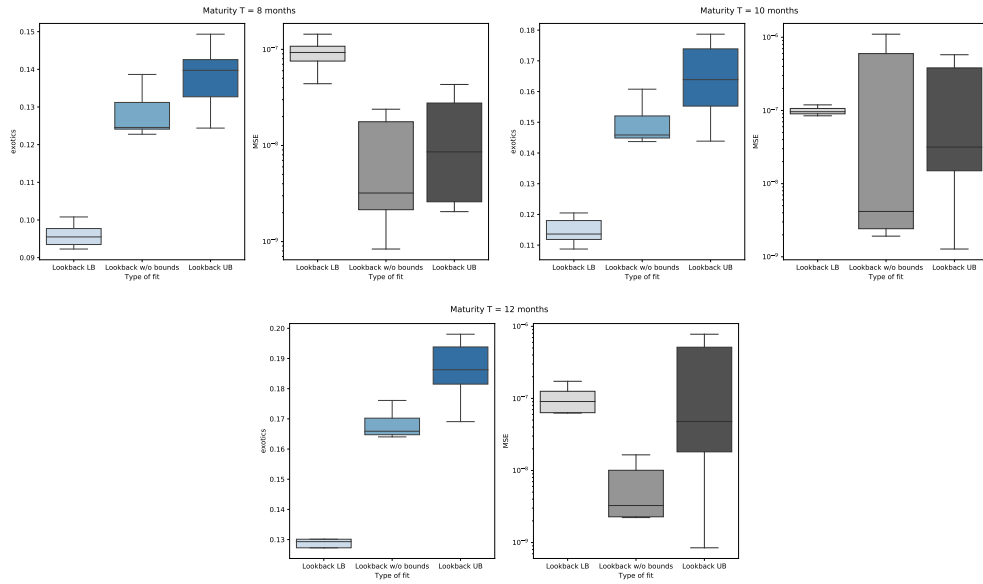 Maturity T = 8 months
exotics
0.15
0.14
0.13
0.12
0.11
0.10
0.09
Lookback LB Lookback w/o bounds Lookback UB
Type of fit
MSE
10⁻⁷
10⁻⁸
10⁻⁹
Lookback LB Lookback w/o bounds Lookback UB
Type of fit
Maturity T = 10 months
exotics
0.18
0.17
0.16
0.15
0.14
0.13
0.12
0.11
Lookback LB Lookback w/o bounds Lookback UB
Type of fit
MSE
10⁻⁶
10⁻⁷
10⁻⁸
10⁻⁹
Lookback LB Lookback w/o bounds Lookback UB
Type of fit
Maturity T = 12 months
exotics
0.20
0.19
0.18
0.17
0.16
0.15
0.14
0.13
Lookback LB Lookback w/o bounds Lookback UB
Type of fit
MSE
10⁻⁶
10⁻⁷
10⁻⁸
10⁻⁹
Lookback LB Lookback w/o bounds Lookback UB
Type of fit